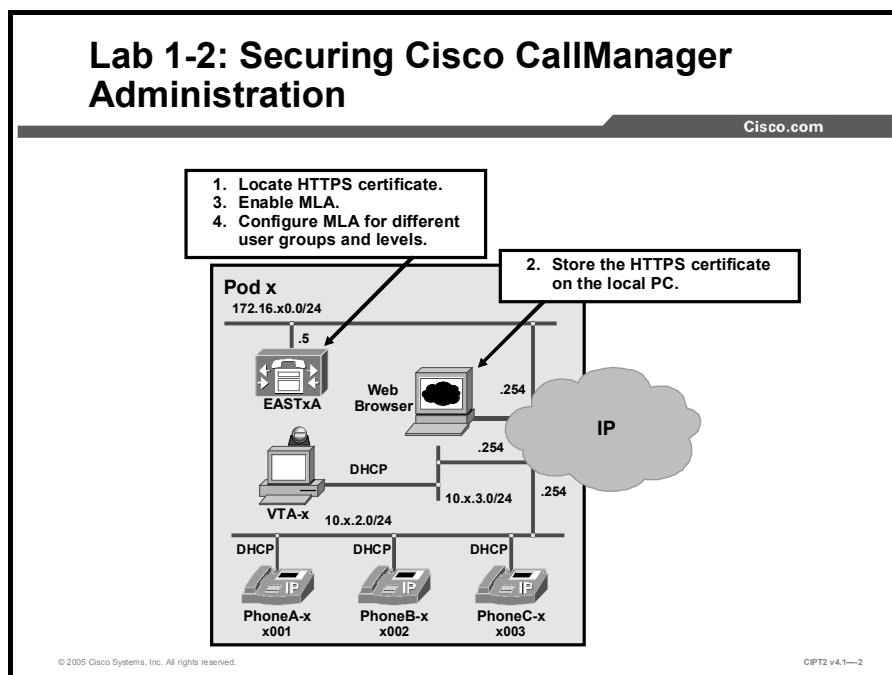 Lab 1-2: Securing Cisco CallManager
Administration
Cisco.com
1. Locate HTTPS certificate.
3. Enable MLA.
4. Configure MLA for different
user groups and levels.
2. Store the HTTPS certificate
on the local PC.
Pod x
172.16.x0.0/24
.5
EASTxA
Web
Browser
.254
IP
.254
DHCP
VTA-x
10.x.3.0/24
.254
10.x.2.0/24
DHCP
DHCP
DHCP
IP
IP
IP
PhoneA-x
x001
PhoneB-x
x002
PhoneC-x
x003
© 2005 Cisco Systems, Inc. All rights reserved.
CIPT2 v4.1—-2